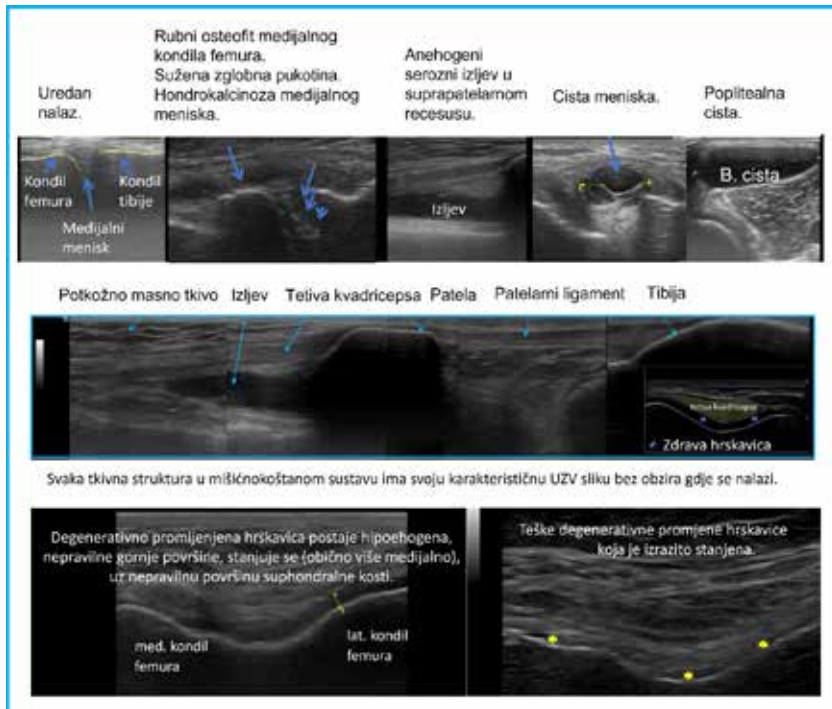 Uredan
nalaz.
Rubni osteofit medijalnog
kondila femura.
Sužena zglobna pukotina.
Hondrokalcinoza medijalnog
meniska.
Anehogeni
serozni izljev u
suprapatelarnom
recesusu.
Cista meniska.
Poplitealna
cista.
Kondil
femura
Kondil
tibije
Medijalni
menisk
Izljev
B. cista
Potkožno masno tkivo
Izljev
Tetiva kvadricepsa
Patela
Patelarni ligament
Tibija
Zdrava hrskavica
Svaka tkivna struktura u mišićnokoštanom sustavu ima svoju karakterističnu UZV sliku bez obzira gdje se nalazi.
Degenerativno promijenjena hrskavica postaje hipoehogena,
nepravilne gornje površine, stanjuje se (obično više medijalno),
uz nepravilnu površinu suphondralne kosti.
med. kondil
femura
lat. kondil
femura
Teške degenerativne promjene hrskavice
koja je izrazito stanjena.